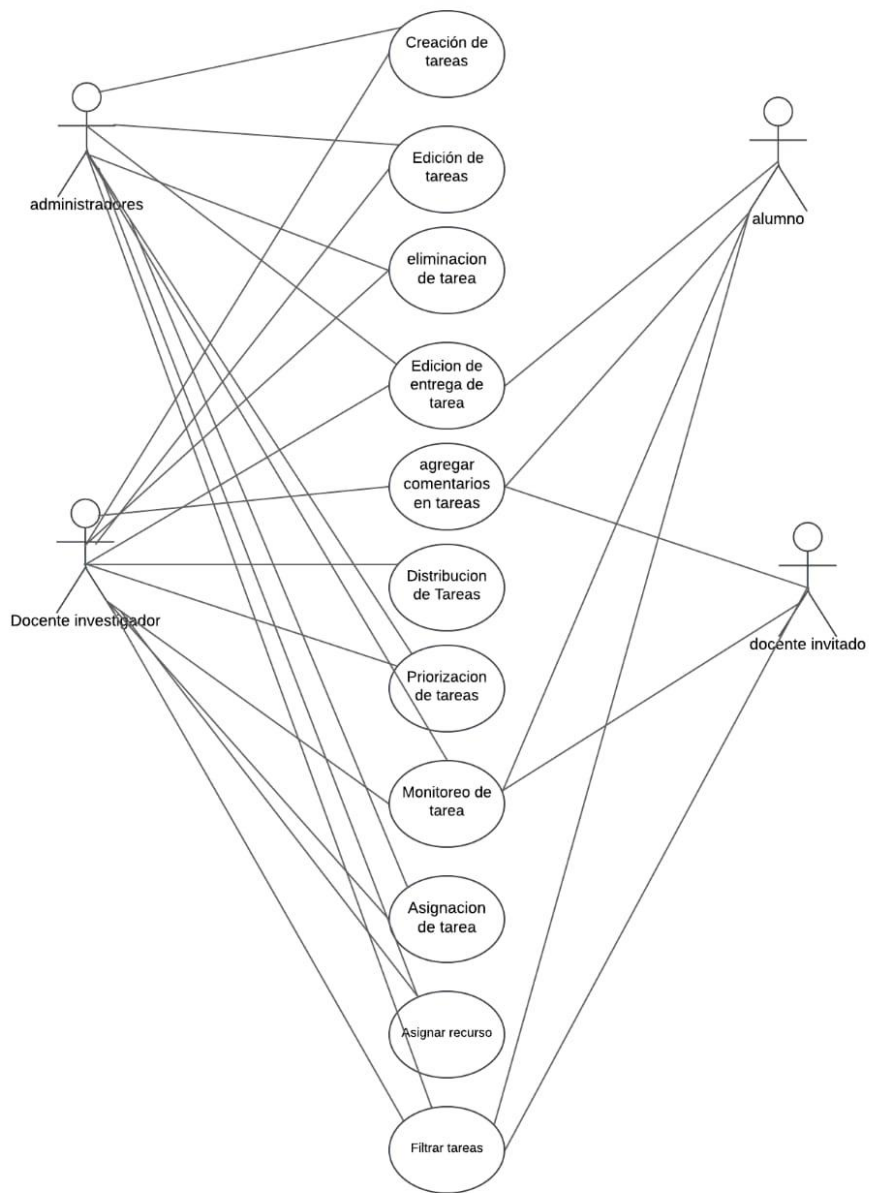 Creación de
tareas
administradores
Edición de
tareas
alumno
eliminacion
de tarea
Edicion de
entrega de
tarea
agregar
comentarios
en tareas
Docente investigador
Distribucion
de Tareas
docente invitado
Priorizacion
de tareas
Monitoreo de
tarea
Asignacion
de tarea
Asignar recurso
Filtrar tareas